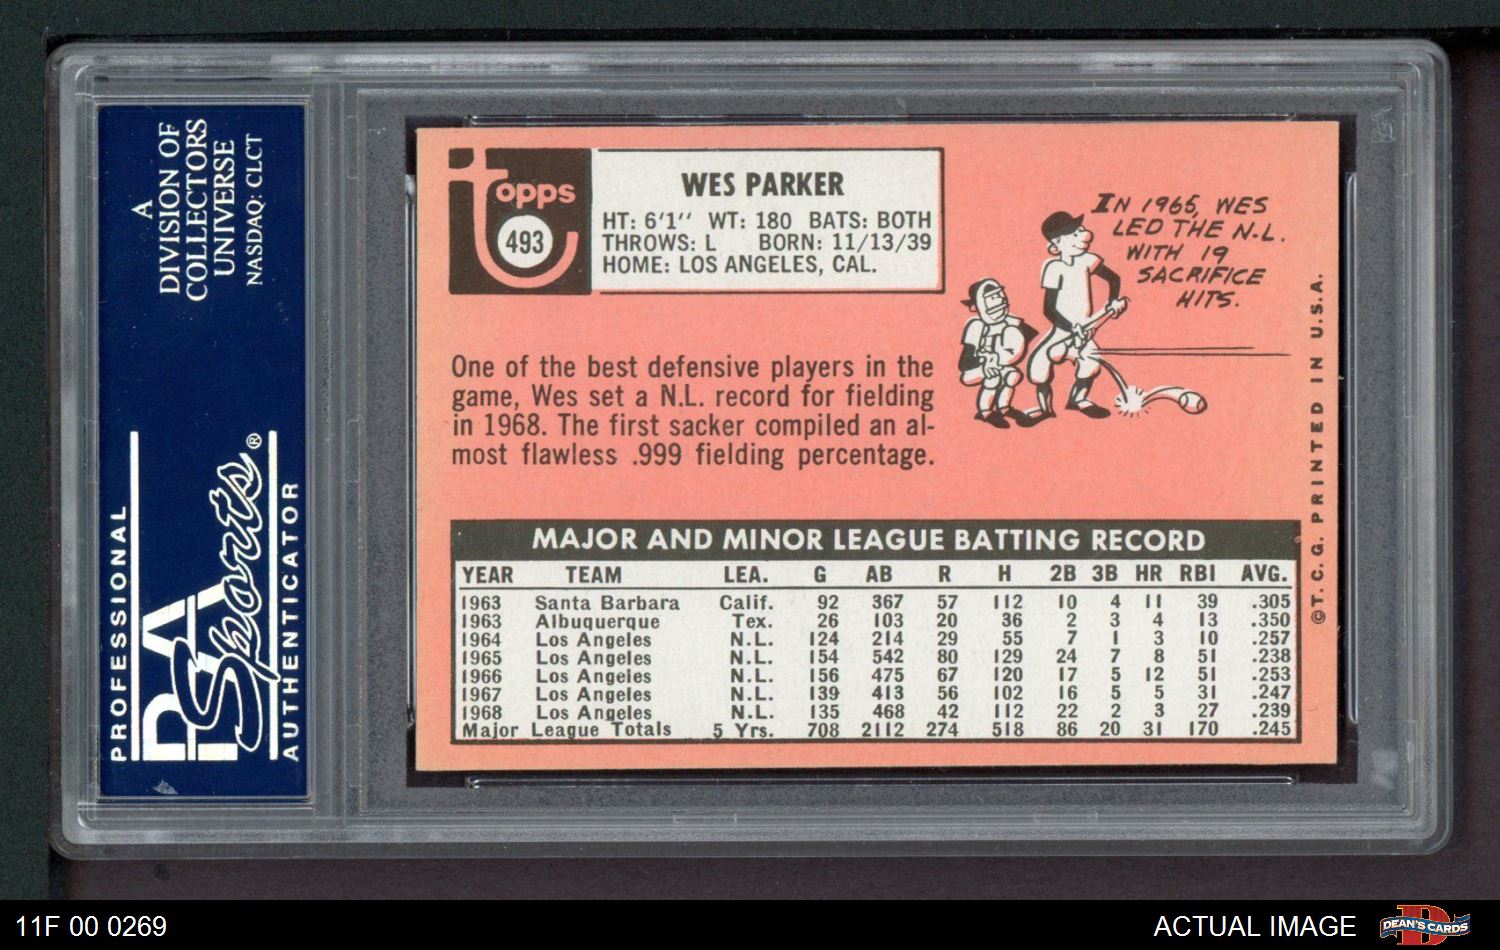 A
DIVISION OF
COLLECTORS
UNIVERSE
NASDAQ: CLCT
PROFESSIONAL
PSA
Sports®
AUTHENTICATOR
topps
493
WES PARKER
HT: 6'1'' WT: 180 BATS: BOTH
THROWS: L BORN: 11/13/39
HOME: LOS ANGELES, CAL.
IN 1965, WES
LED THE N.L.
WITH 19
SACRIFICE
HITS.
One of the best defensive players in the
game, Wes set a N.L. record for fielding
in 1968. The first sacker compiled an al-
most flawless .999 fielding percentage.
MAJOR AND MINOR LEAGUE BATTING RECORD
YEAR TEAM LEA. G AB R H 2B 3B HR RBI AVG.
1963 Santa Barbara Calif. 92 367 57 112 10 4 11 39 .305
1963 Albuquerque Tex. 26 103 20 36 2 3 4 13 .350
1964 Los Angeles N.L. 124 214 29 55 7 1 3 10 .257
1965 Los Angeles N.L. 154 542 80 129 24 7 8 51 .238
1966 Los Angeles N.L. 156 475 67 120 17 5 12 51 .253
1967 Los Angeles N.L. 139 413 56 102 16 5 5 31 .247
1968 Los Angeles N.L. 135 468 42 112 22 2 3 27 .239
Major League Totals 5 Yrs. 708 2112 274 518 86 20 31 170 .245
©T.C.G. PRINTED IN U.S.A.
11F 00 0269
ACTUAL IMAGE
D
DEAN'S CARDS